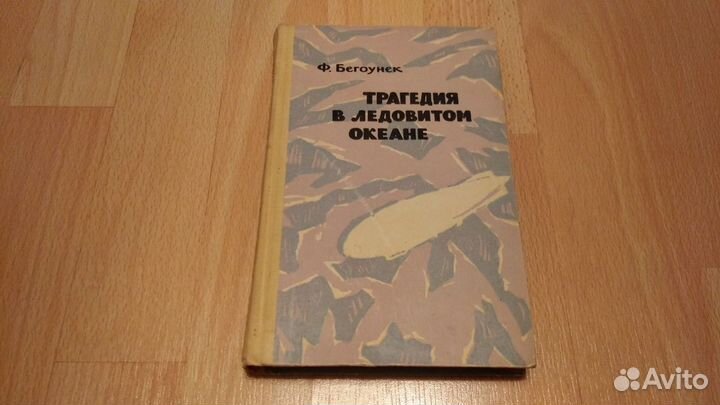 Ф. Бегоунек
ТРАГЕДИЯ
В ЛЕДОВИТОМ
ОКЕАНЕ
Avito